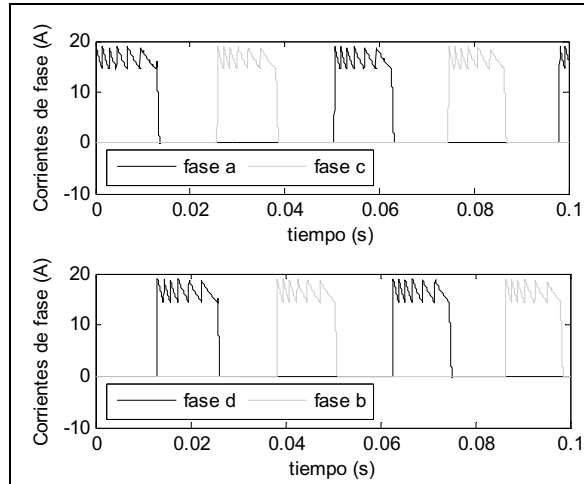 Corrientes de fase (A)
20
10
0
-10
fase a
fase c
0
0.02
0.04
0.06
0.08
0.1
tiempo (s)
Corrientes de fase (A)
20
10
0
-10
fase d
fase b
0
0.02
0.04
0.06
0.08
0.1
tiempo (s)